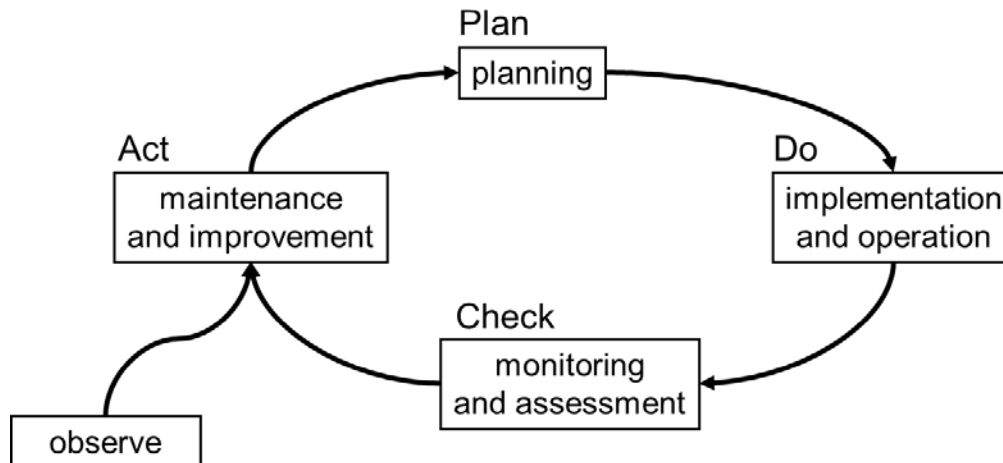 Plan
planning
Act
maintenance
and improvement
Do
implementation
and operation
Check
monitoring
and assessment
observe